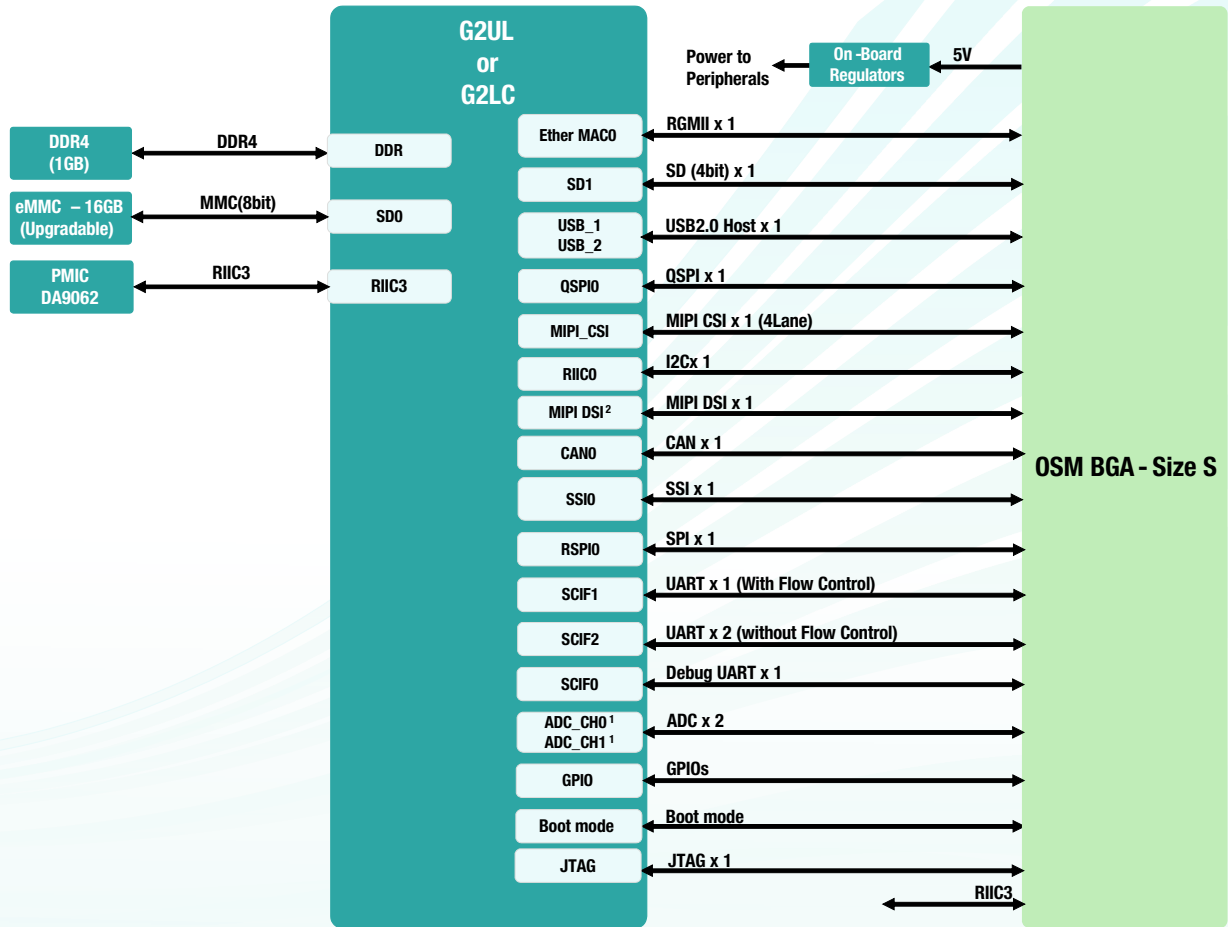 G2UL
or
G2LC
DDR4
(1GB)
DDR4
DDR
eMMC – 16GB
(Upgradable)
MMC(8bit)
SD0
PMIC
DA9062
RIIC3
RIIC3
Power to
Peripherals
On -Board
Regulators
5V
Ether MAC0
RGMII x 1
SD1
SD (4bit) x 1
USB_1
USB_2
USB2.0 Host x 1
QSPI0
QSPI x 1
MIPI_CSI
MIPI CSI x 1 (4Lane)
RIIC0
I2Cx 1
MIPI DSI ²
MIPI DSI x 1
CAN0
CAN x 1
SSI0
SSI x 1
RSPI0
SPI x 1
SCIF1
UART x 1 (With Flow Control)
SCIF2
UART x 2 (without Flow Control)
SCIF0
Debug UART x 1
ADC_CH0 ¹
ADC_CH1 ¹
ADC x 2
GPIO
GPIOs
Boot mode
Boot mode
JTAG
JTAG x 1
RIIC3
OSM BGA - Size S